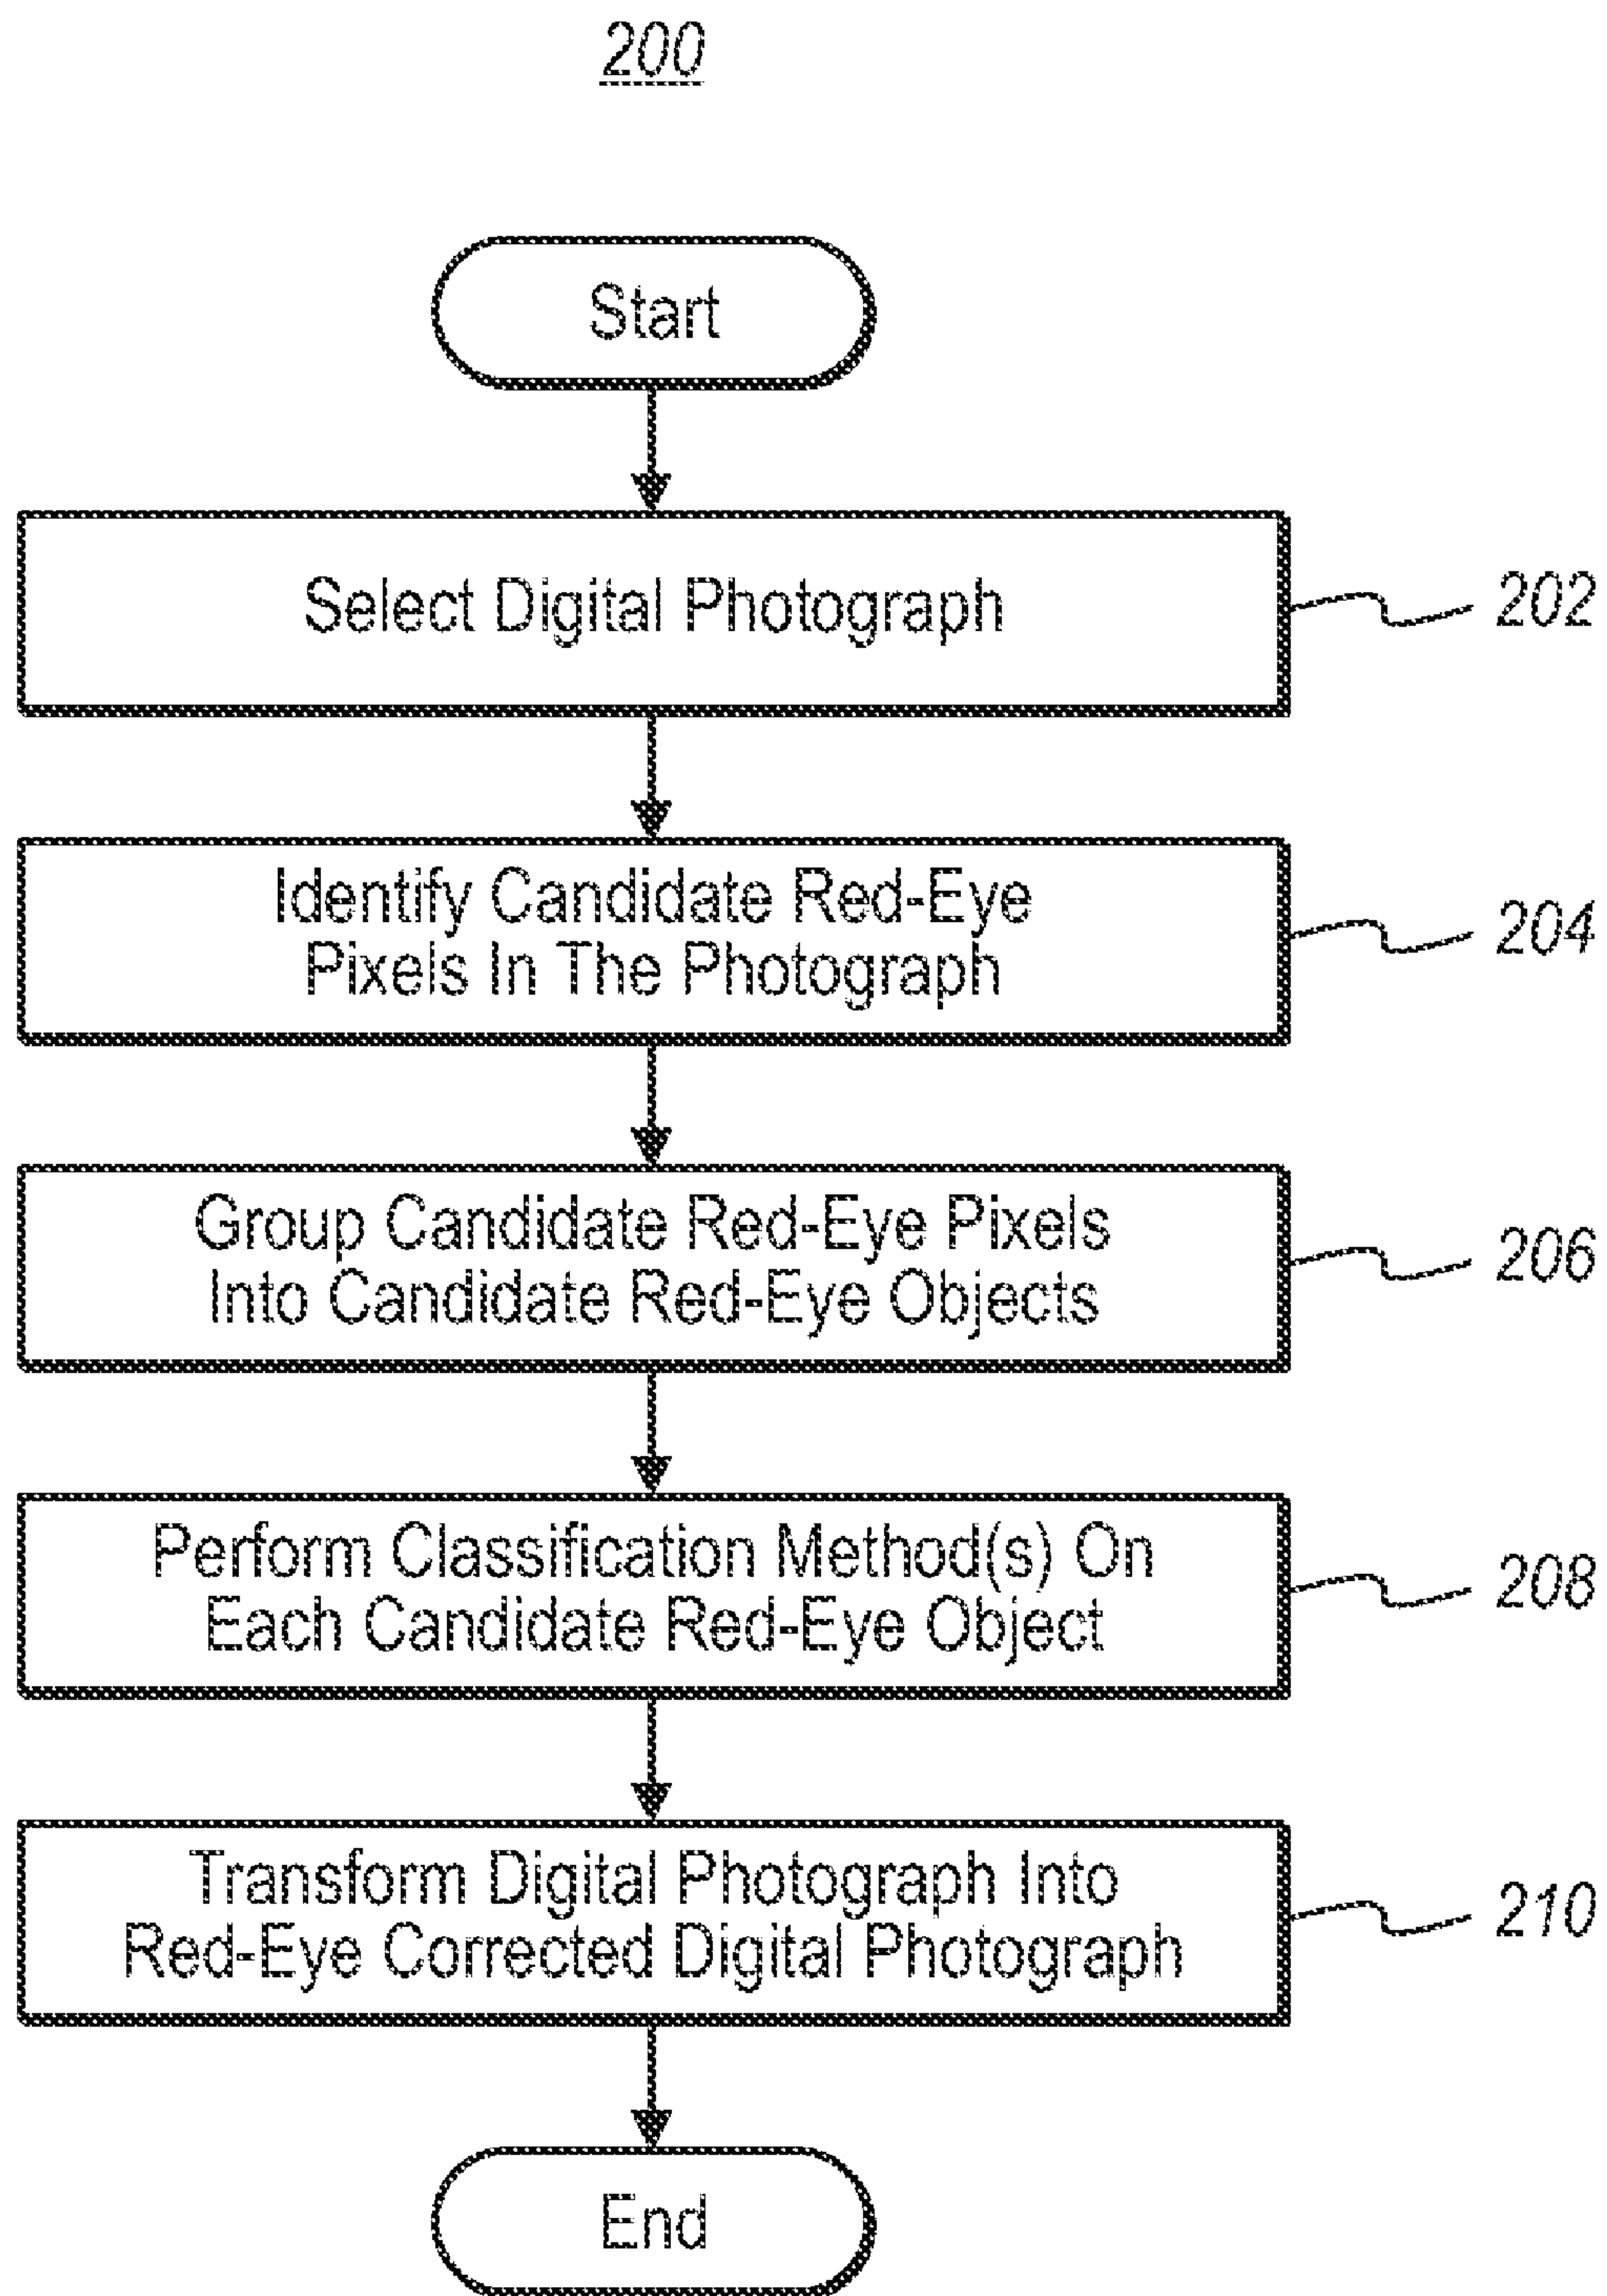 200
Start
Select Digital Photograph
202
Identify Candidate Red-Eye
Pixels In The Photograph
204
Group Candidate Red-Eye Pixels
Into Candidate Red-Eye Objects
206
Perform Classification Method(s) On
Each Candidate Red-Eye Object
208
Transform Digital Photograph Into
Red-Eye Corrected Digital Photograph
210
End